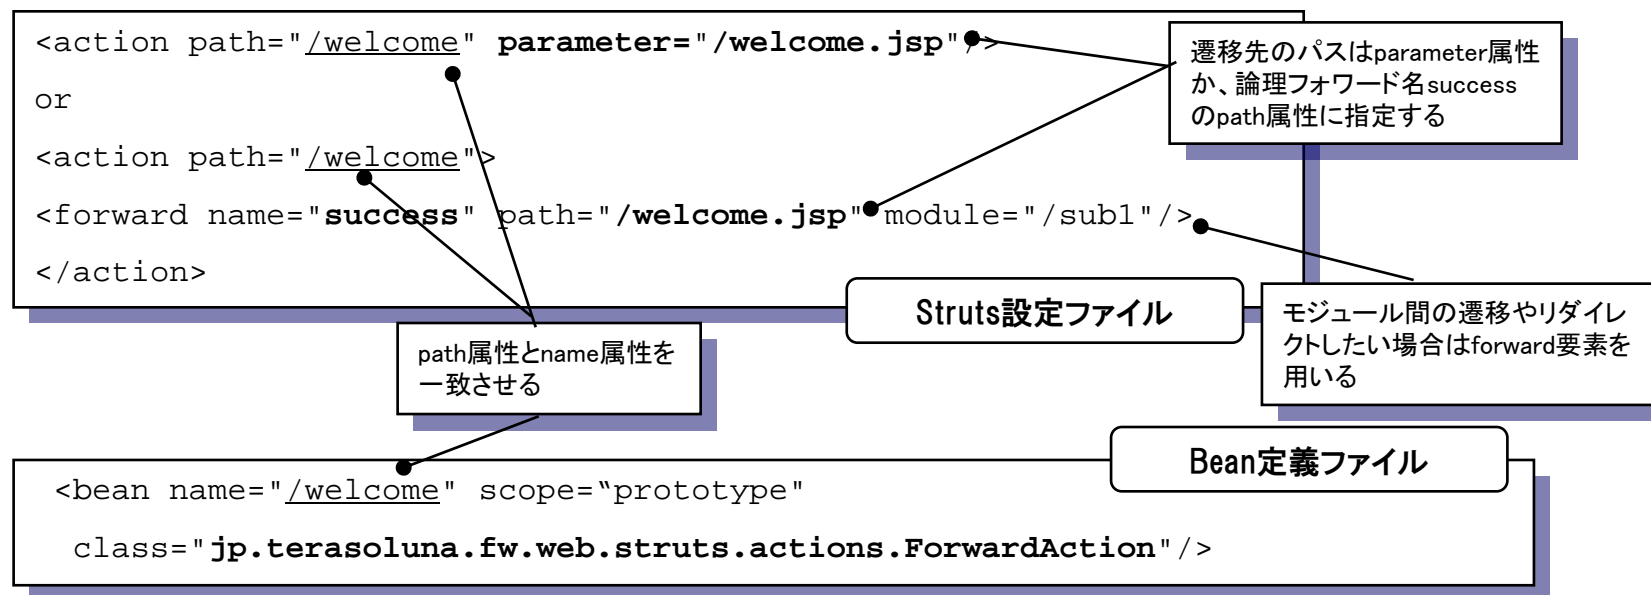 <action path="/welcome" parameter="/welcome.jsp"/>
or
<action path="/welcome">
<forward name="success" path="/welcome.jsp" module="/sub1"/>
</action>
遷移先のパスはparameter属性
か、論理フォワード名success
のpath属性に指定する
Struts設定ファイル
モジュール間の遷移やリダイレ
クトしたい場合はforward要素を
用いる
path属性とname属性を
一致させる
Bean定義ファイル
<bean name="/welcome" scope=“prototype"
class="jp.terasoluna.fw.web.struts.actions.ForwardAction"/>